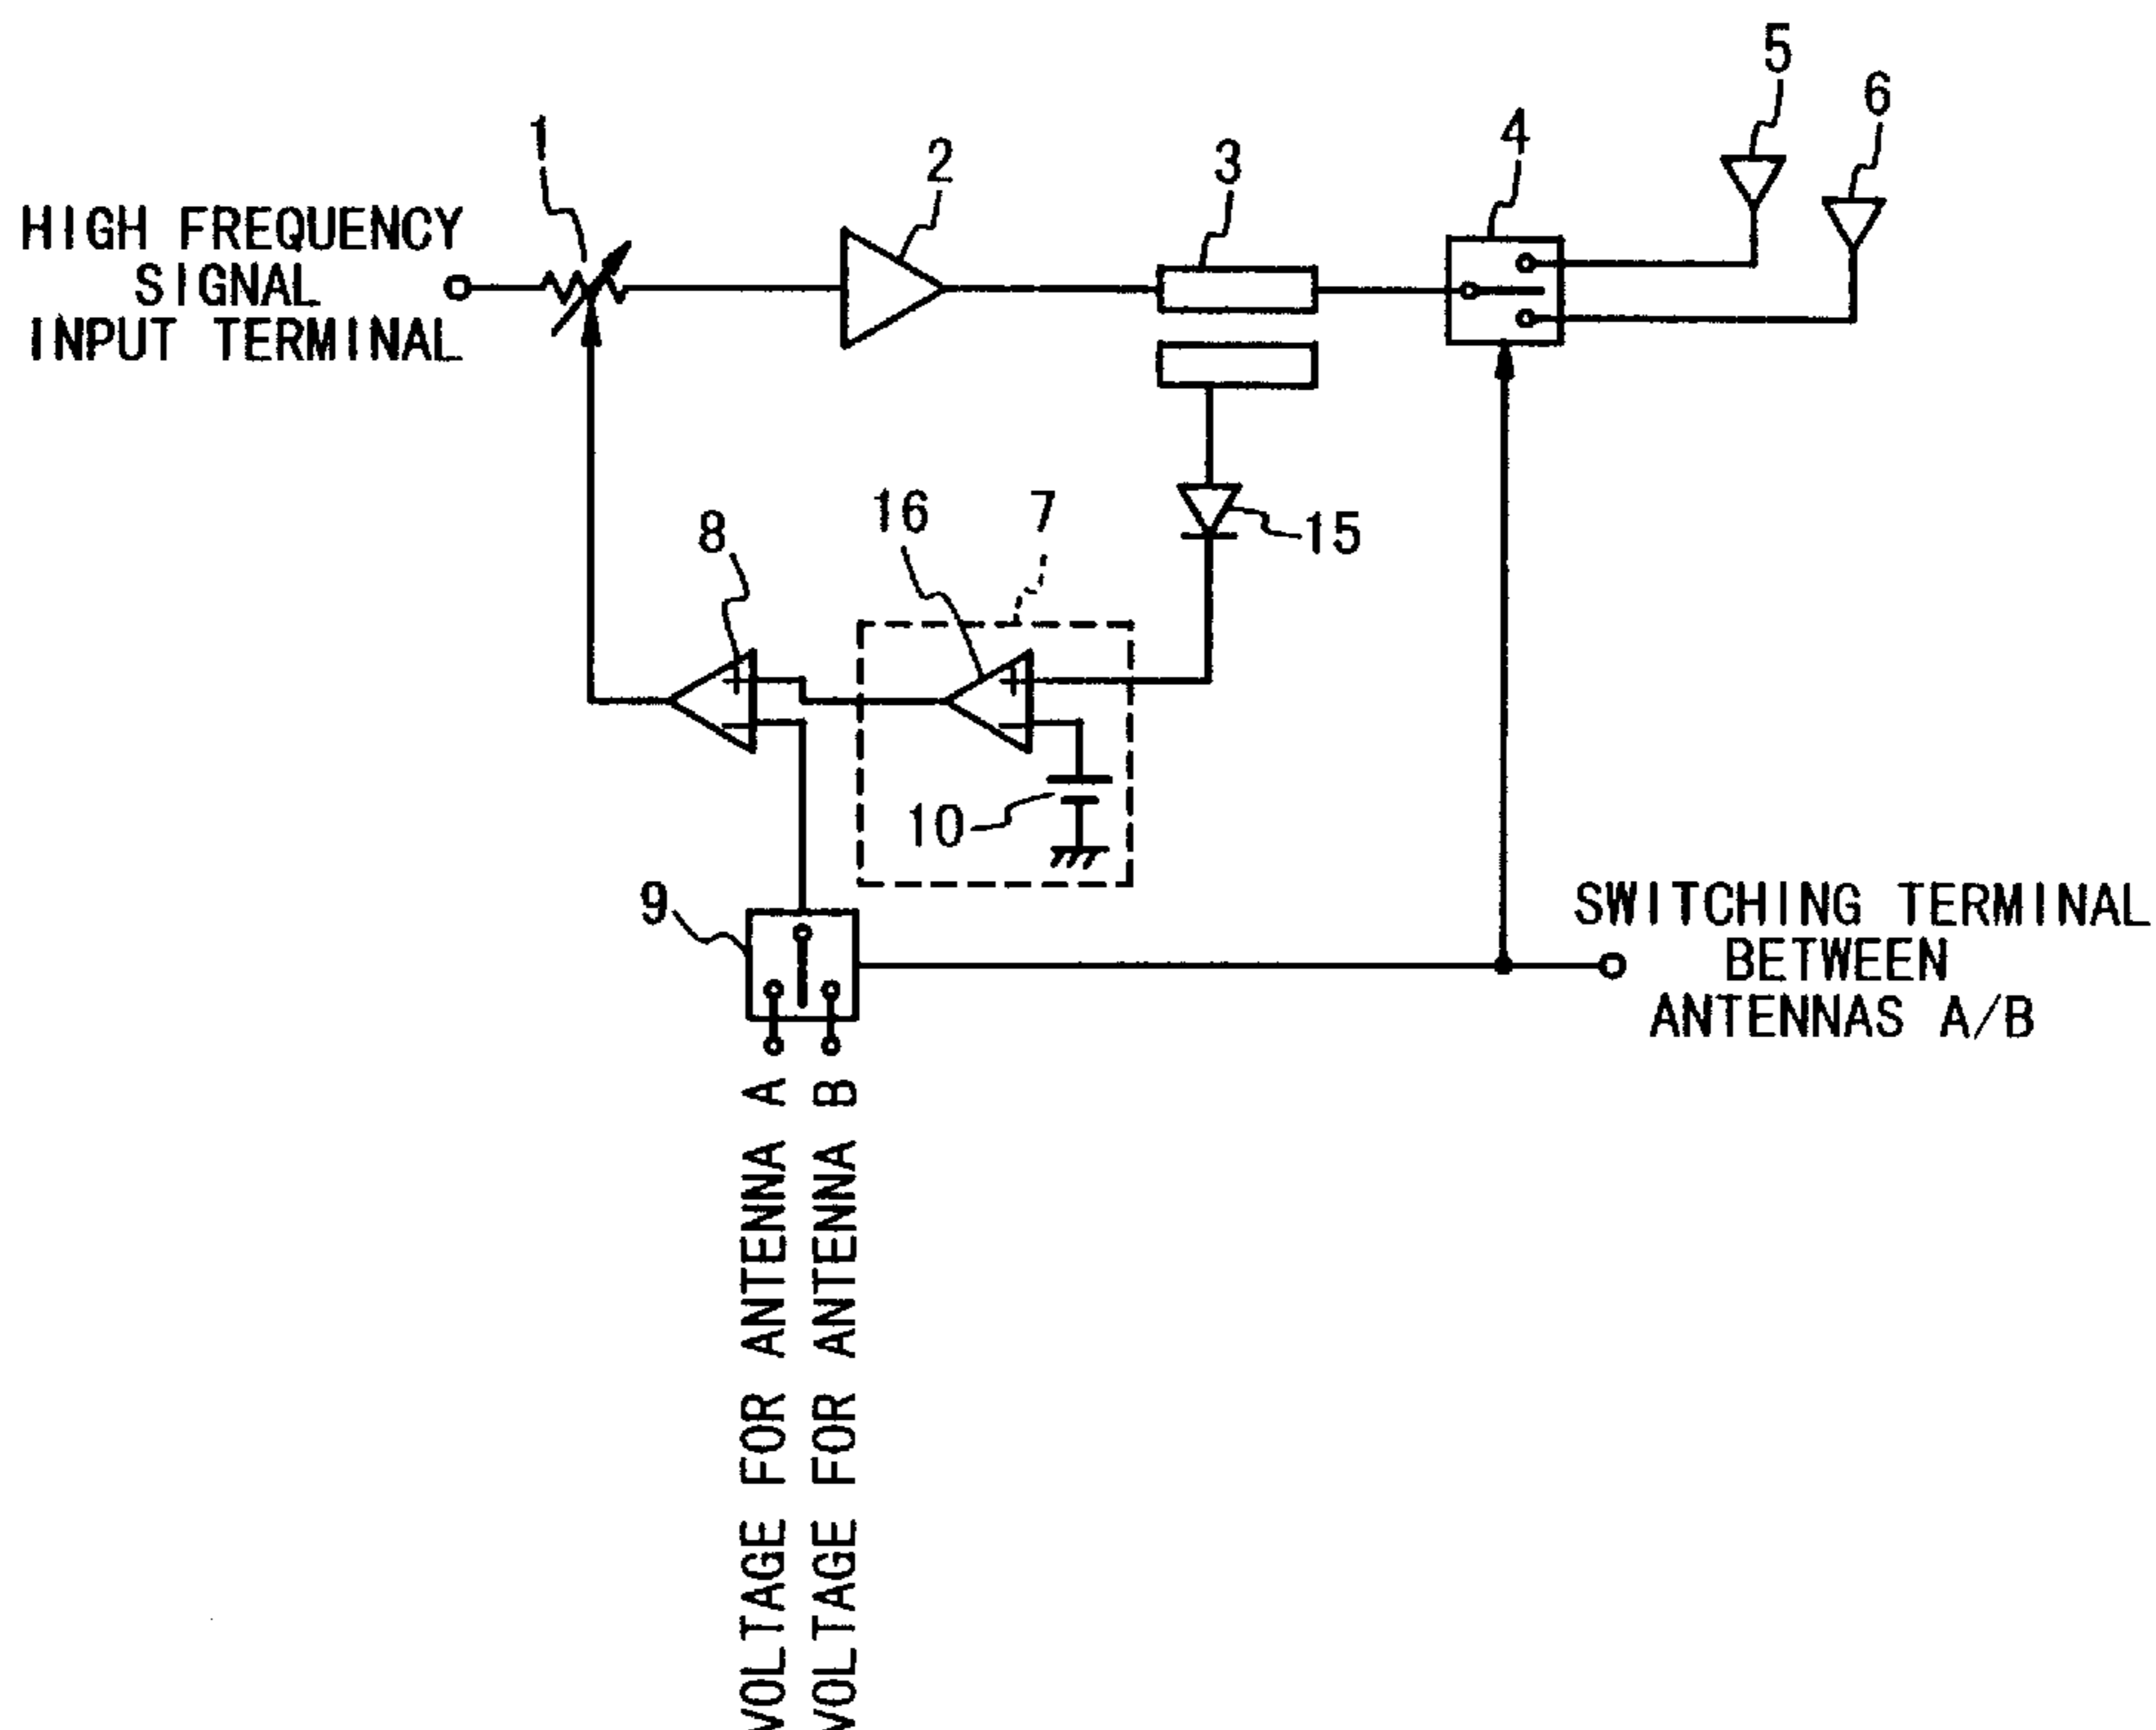 5
6
4
1
2
3
HIGH FREQUENCY
SIGNAL
INPUT TERMINAL
16
7
8
15
+
+
−
−
10
9
SWITCHING TERMINAL
BETWEEN
ANTENNAS A/B
VOLTAGE FOR ANTENNA A
VOLTAGE FOR ANTENNA B